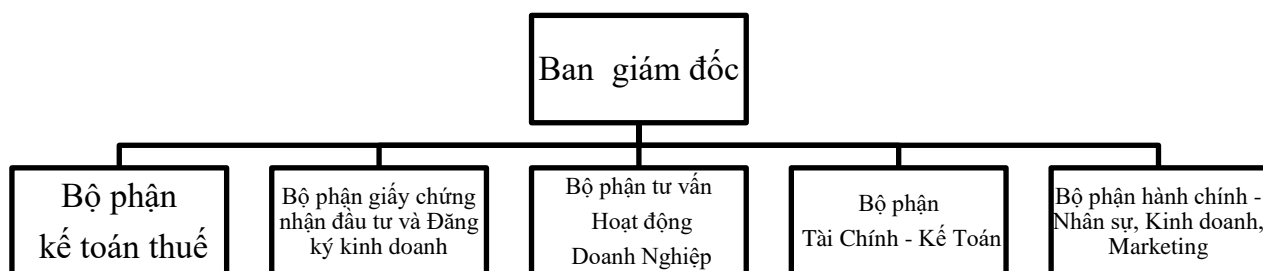 Ban giám đốc
Bộ phận
kế toán thuế
Bộ phận giấy chứng
nhận đầu tư và Đăng
ký kinh doanh
Bộ phận tư vấn
Hoạt động
Doanh Nghiệp
Bộ phận
Tài Chính - Kế Toán
Bộ phận hành chính -
Nhân sự, Kinh doanh,
Marketing